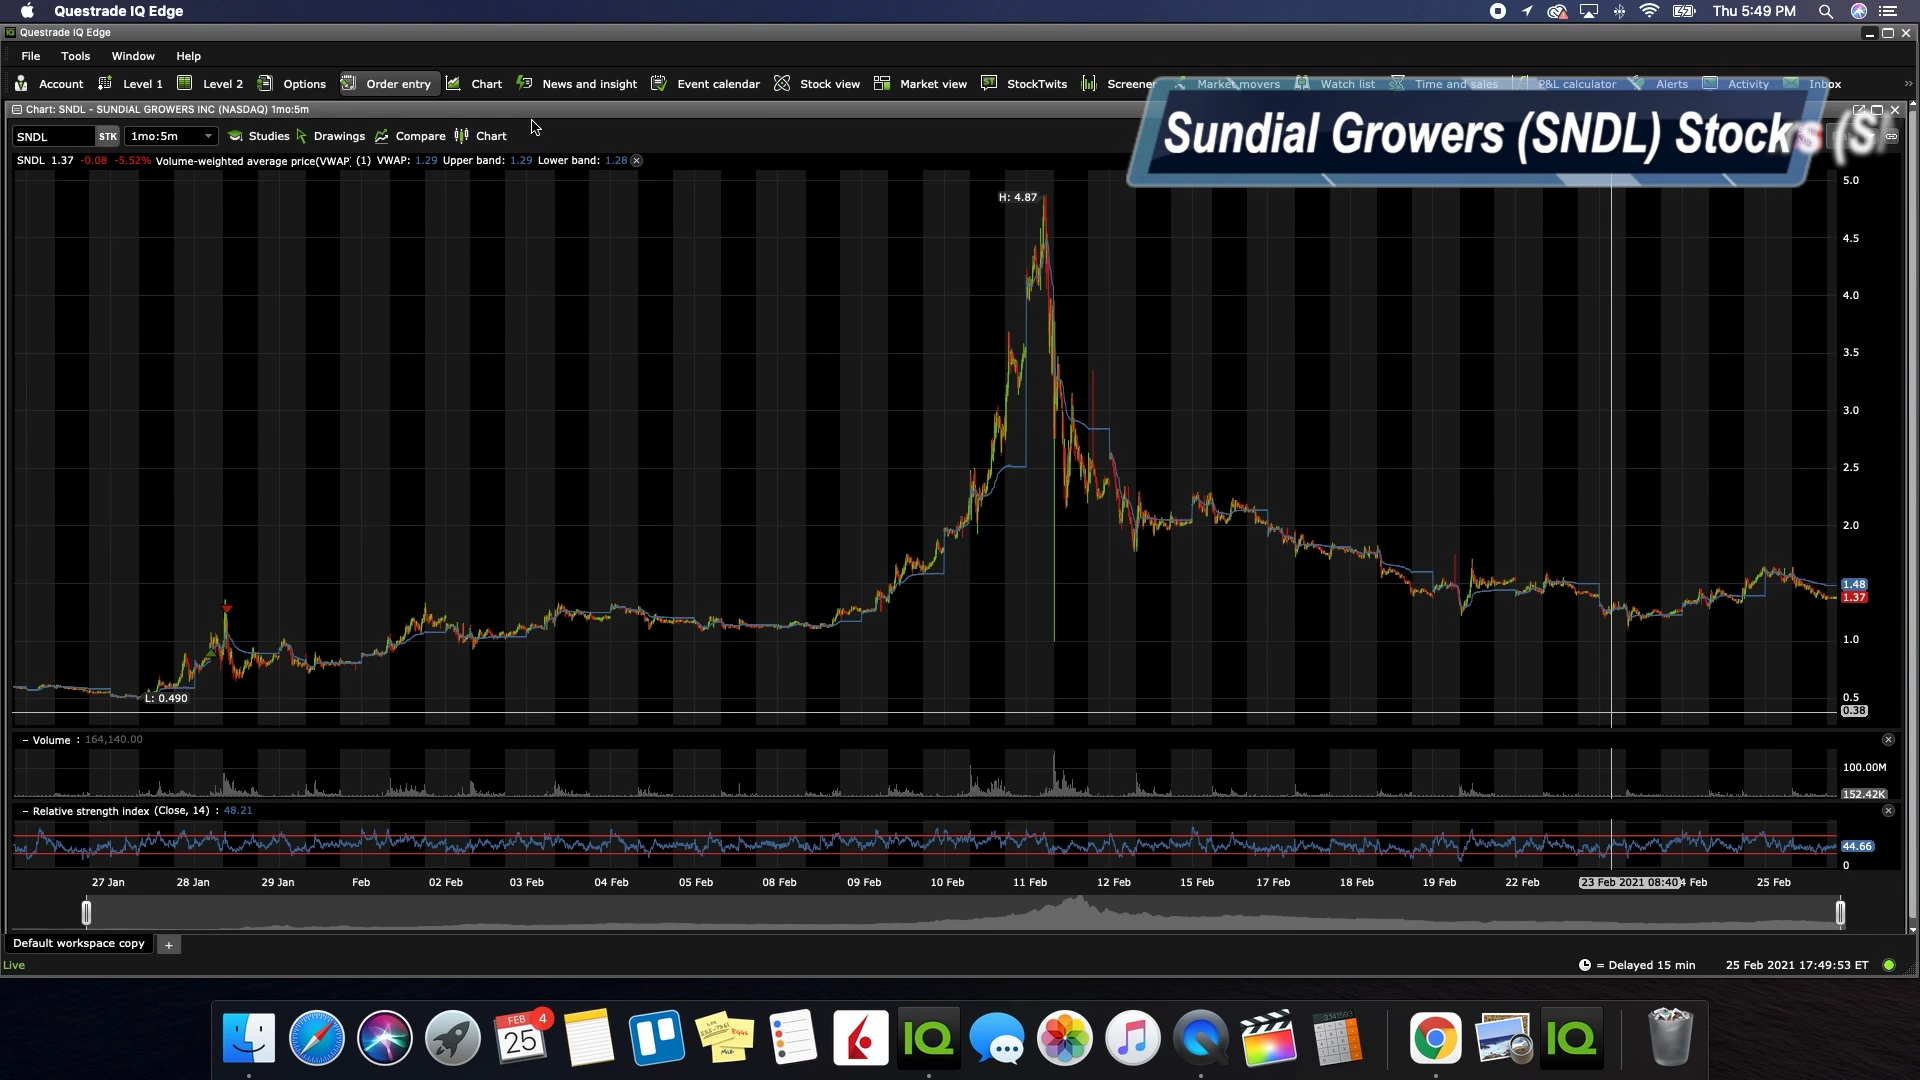 Questrade IQ Edge
Thu 5:49 PM
Questrade IQ Edge
File Tools Window Help
Account Level 1 Level 2 Options Order entry Chart News and insight Event calendar Stock view Market view StockTwits Screener Market movers Watch list Time and sales P&L calculator Alerts Activity Inbox
Chart: SNDL - SUNDIAL GROWERS INC (NASDAQ) 1mo:5m
Sundial Growers (SNDL) Stocks (S
SNDL STK 1mo:5m Studies Drawings Compare Chart
SNDL 1.37 -0.08 -5.52% Volume-weighted average price(VWAP) (1) VWAP: 1.29 Upper band: 1.29 Lower band: 1.28
5.0
H: 4.87
4.5
4.0
3.5
3.0
2.5
2.0
1.48
1.37
1.0
L: 0.490
0.5
0.38
– Volume : 164,140.00
100.00M
152.42K
– Relative strength index (Close, 14) : 48.21
44.66
0
27 Jan 28 Jan 29 Jan Feb 02 Feb 03 Feb 04 Feb 05 Feb 08 Feb 09 Feb 10 Feb 11 Feb 12 Feb 15 Feb 17 Feb 18 Feb 19 Feb 22 Feb 23 Feb 2021 08:40 4 Feb 25 Feb
Default workspace copy +
Live
= Delayed 15 min 25 Feb 2021 17:49:53 ET
FEB
25
4
IQ
IQ